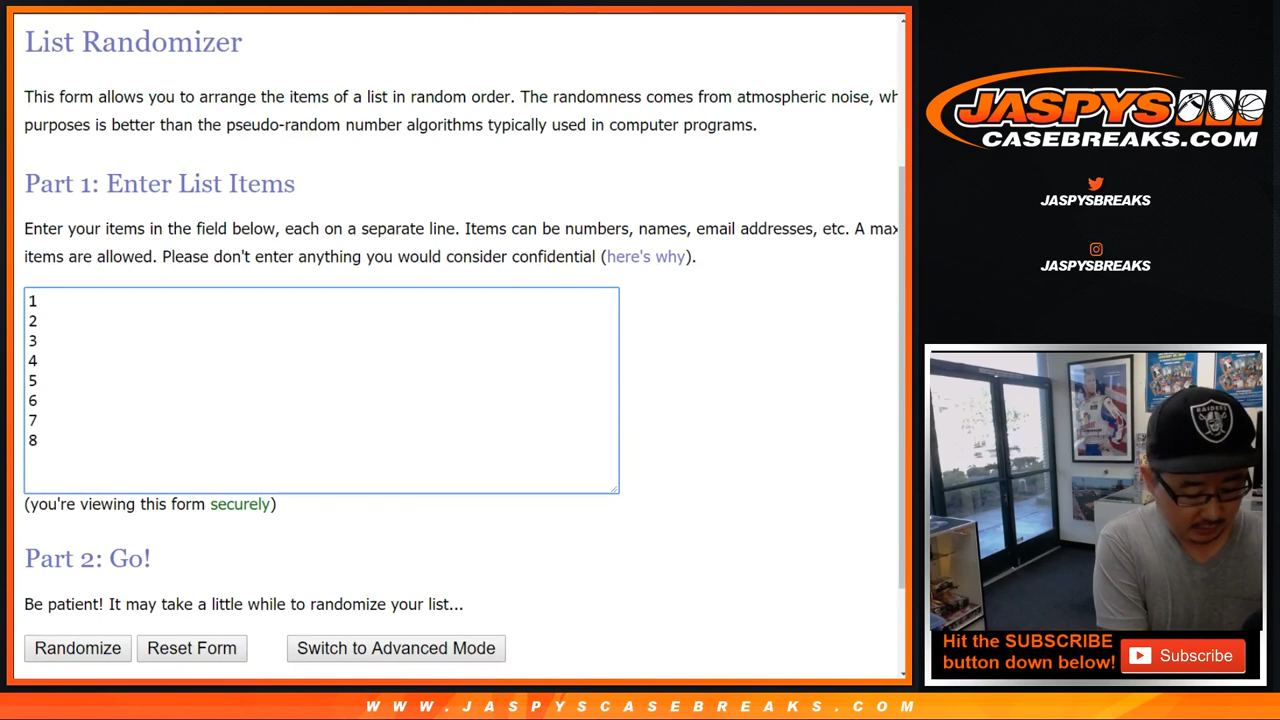 List Randomizer
This form allows you to arrange the items of a list in random order. The randomness comes from atmospheric noise, wh
purposes is better than the pseudo-random number algorithms typically used in computer programs.
Part 1: Enter List Items
Enter your items in the field below, each on a separate line. Items can be numbers, names, email addresses, etc. A max
items are allowed. Please don't enter anything you would consider confidential (here's why).
1
2
3
4
5
6
7
8
(you're viewing this form securely)
Part 2: Go!
Be patient! It may take a little while to randomize your list...
Randomize Reset Form Switch to Advanced Mode
JASPYS
CASEBREAKS.COM
JASPYSBREAKS
JASPYSBREAKS
RAIDERS
Hit the SUBSCRIBE
button down below!
Subscribe
WWW.JASPYSCASEBREAKS.COM